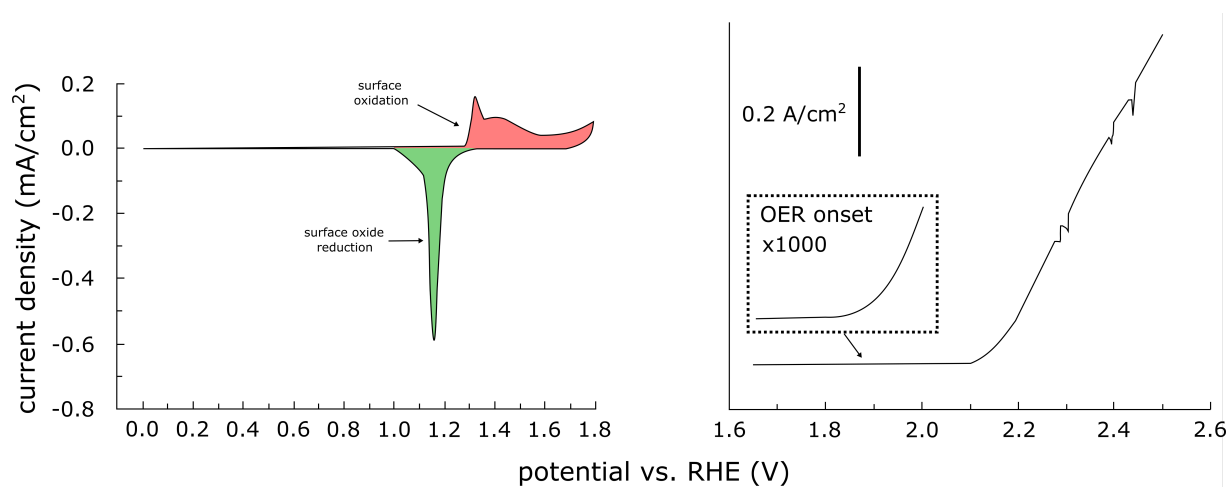 current density (mA/cm²)
0.2
0.0
-0.2
-0.4
-0.6
-0.8
0.0 0.2 0.4 0.6 0.8 1.0 1.2 1.4 1.6 1.8
surface
oxidation
surface oxide
reduction
0.2 A/cm²
OER onset
x1000
1.6 1.8 2.0 2.2 2.4 2.6
potential vs. RHE (V)